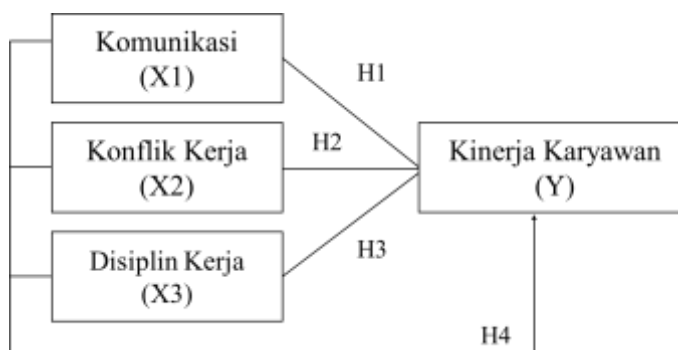 Komunikasi
(X1)
H1
Konflik Kerja
(X2)
H2
Kinerja Karyawan
(Y)
Disiplin Kerja
(X3)
H3
H4